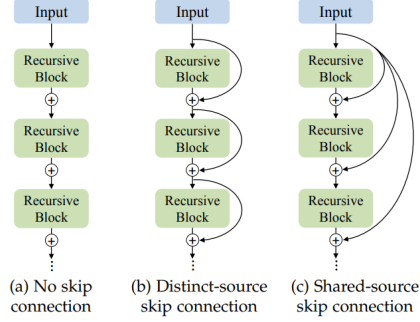 Input
Input
Input
Recursive
Block
Recursive
Block
Recursive
Block
Recursive
Block
Recursive
Block
Recursive
Block
Recursive
Block
Recursive
Block
Recursive
Block
(a) No skip
connection
(b) Distinct-source
skip connection
(c) Shared-source
skip connection